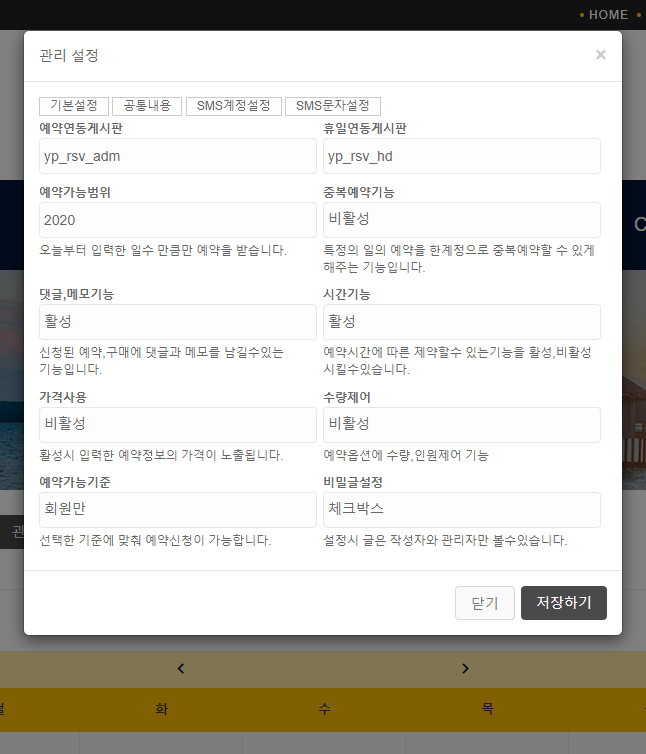 HOME
관리 설정
×
기본설정 공통내용 SMS계정설정 SMS문자설정
예약연동게시판 휴일연동게시판
yp_rsv_adm yp_rsv_hd
예약가능범위 중복예약기능
2020 비활성
오늘부터 입력한 일수 만큼만 예약을 받습니다. 특정의 일의 예약을 한계정으로 중복예약할 수 있게
해주는 기능입니다.
댓글,메모기능 시간기능
활성 활성
신청된 예약,구매에 댓글과 메모를 남길수있는 예약시간에 따른 제약할수 있는기능을 활성,비활성
기능입니다. 시킬수있습니다.
가격사용 수량제어
비활성 비활성
활성시 입력한 예약정보의 가격이 노출됩니다. 예약옵션에 수량,인원제어 기능
예약가능기준 비밀글설정
회원만 체크박스
선택한 기준에 맞춰 예약신청이 가능합니다. 설정시 글은 작성자와 관리자만 볼수있습니다.
닫기 저장하기
화 수 목